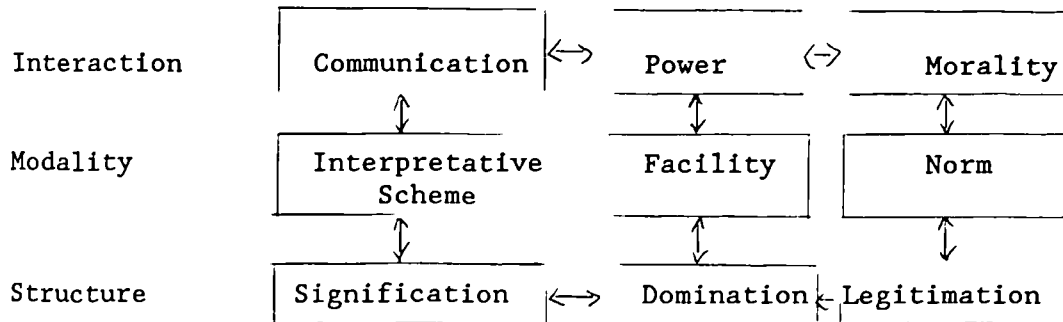 Interaction Communication Power Morality
Modality Interpretative Facility Norm
Scheme
Structure Signification Domination Legitimation